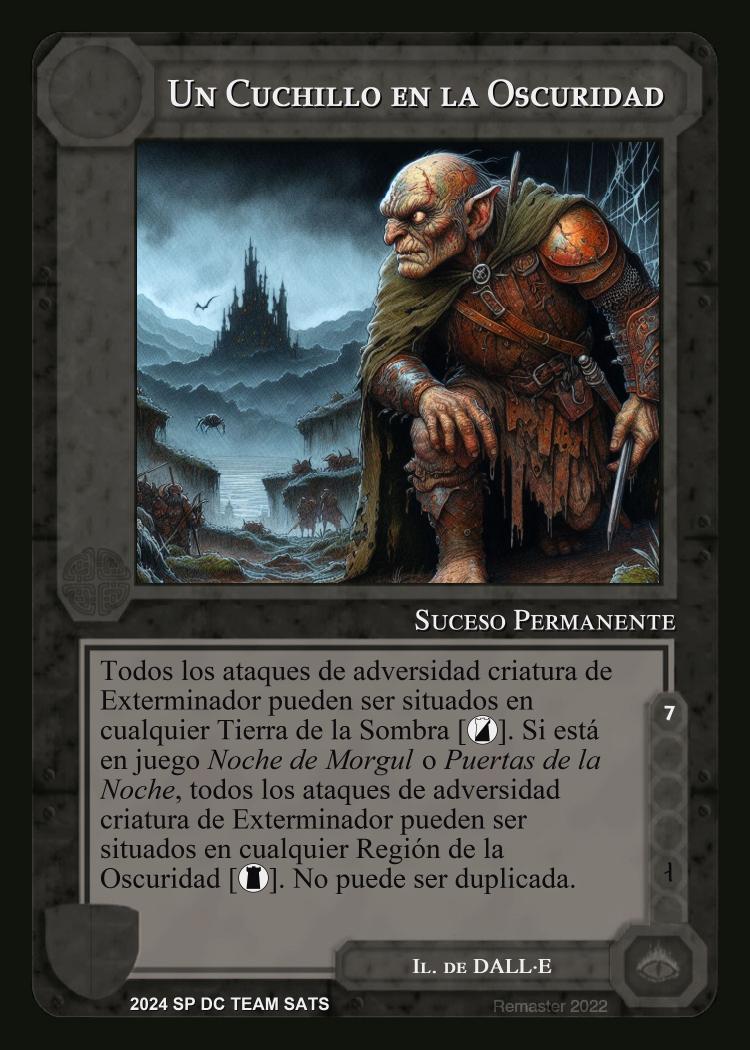 Un Cuchillo en la Oscuridad
Suceso Permanente
Todos los ataques de adversidad criatura de
Exterminador pueden ser situados en
cualquier Tierra de la Sombra []. Si está
en juego Noche de Morgul o Puertas de la
Noche, todos los ataques de adversidad
criatura de Exterminador pueden ser
situados en cualquier Región de la
Oscuridad []. No puede ser duplicada.
7
Il. de DALL·E
2024 SP DC TEAM SATS
Remaster 2022